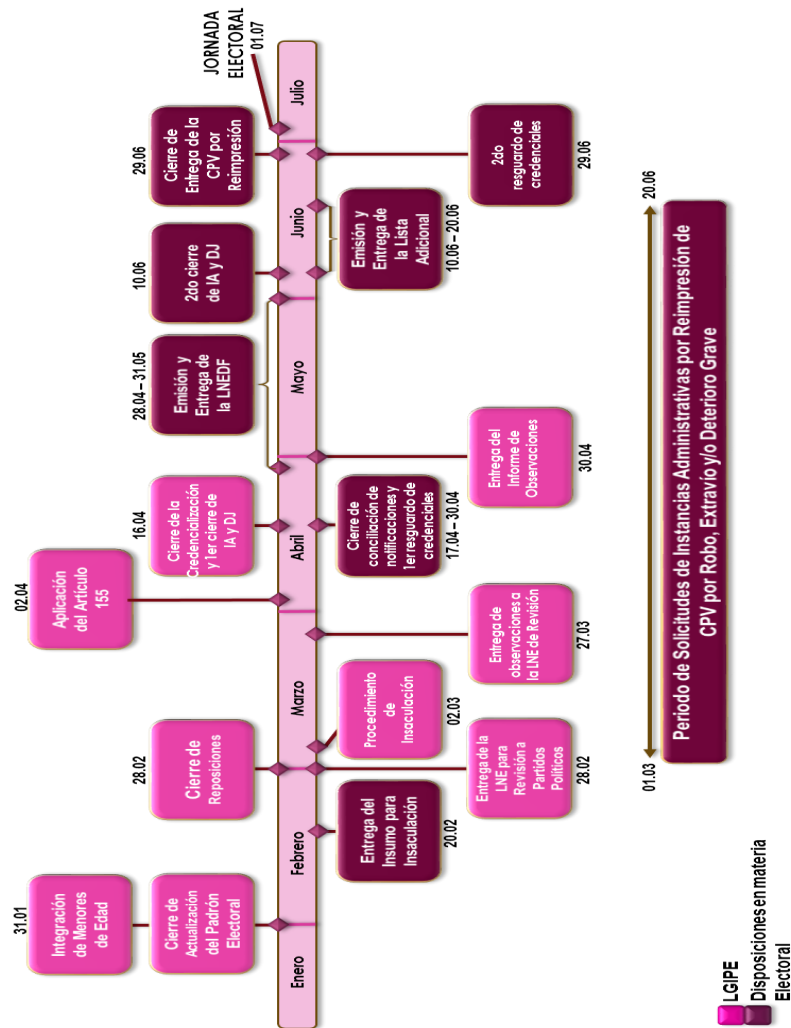 31.01
Integración
de Menores
de Edad
Cierre de
Actualización
del Padrón
Electoral
28.02
Cierre de
Reposiciones
02.04
Aplicación
del Artículo
155
16.04
Cierre de la
Credencialización
y 1er cierre de
IA y DJ
28.04 – 31.05
Emisión y
Entrega de
la LNEDF
10.06
2do cierre
de IA y DJ
29.06
Cierre de
Entrega de la
CPV por
Reimpresión
JORNADA
ELECTORAL
01.07
Enero
Febrero
Marzo
Abril
Mayo
Junio
Julio
Entrega del
Insumo para
Insaculación
20.02
Procedimiento
de
Insaculación
02.03
Entrega de la
LNE para
Revisión a
Partidos
Políticos
28.02
Entrega de
observaciones a
la LNE de Revisión
27.03
Cierre de
conciliación de
notificaciones y
1er resguardo de
credenciales
17.04 – 30.04
Entrega del
Informe de
Observaciones
30.04
Emisión y
Entrega de
la Lista
Adicional
10.06 – 20.06
2do
resguardo de
credenciales
29.06
01.03
20.06
Periodo de Solicitudes de Instancias Administrativas por Reimpresión de
CPV por Robo, Extravío y/o Deterioro Grave
LGIPE
Disposiciones en materia
Electoral